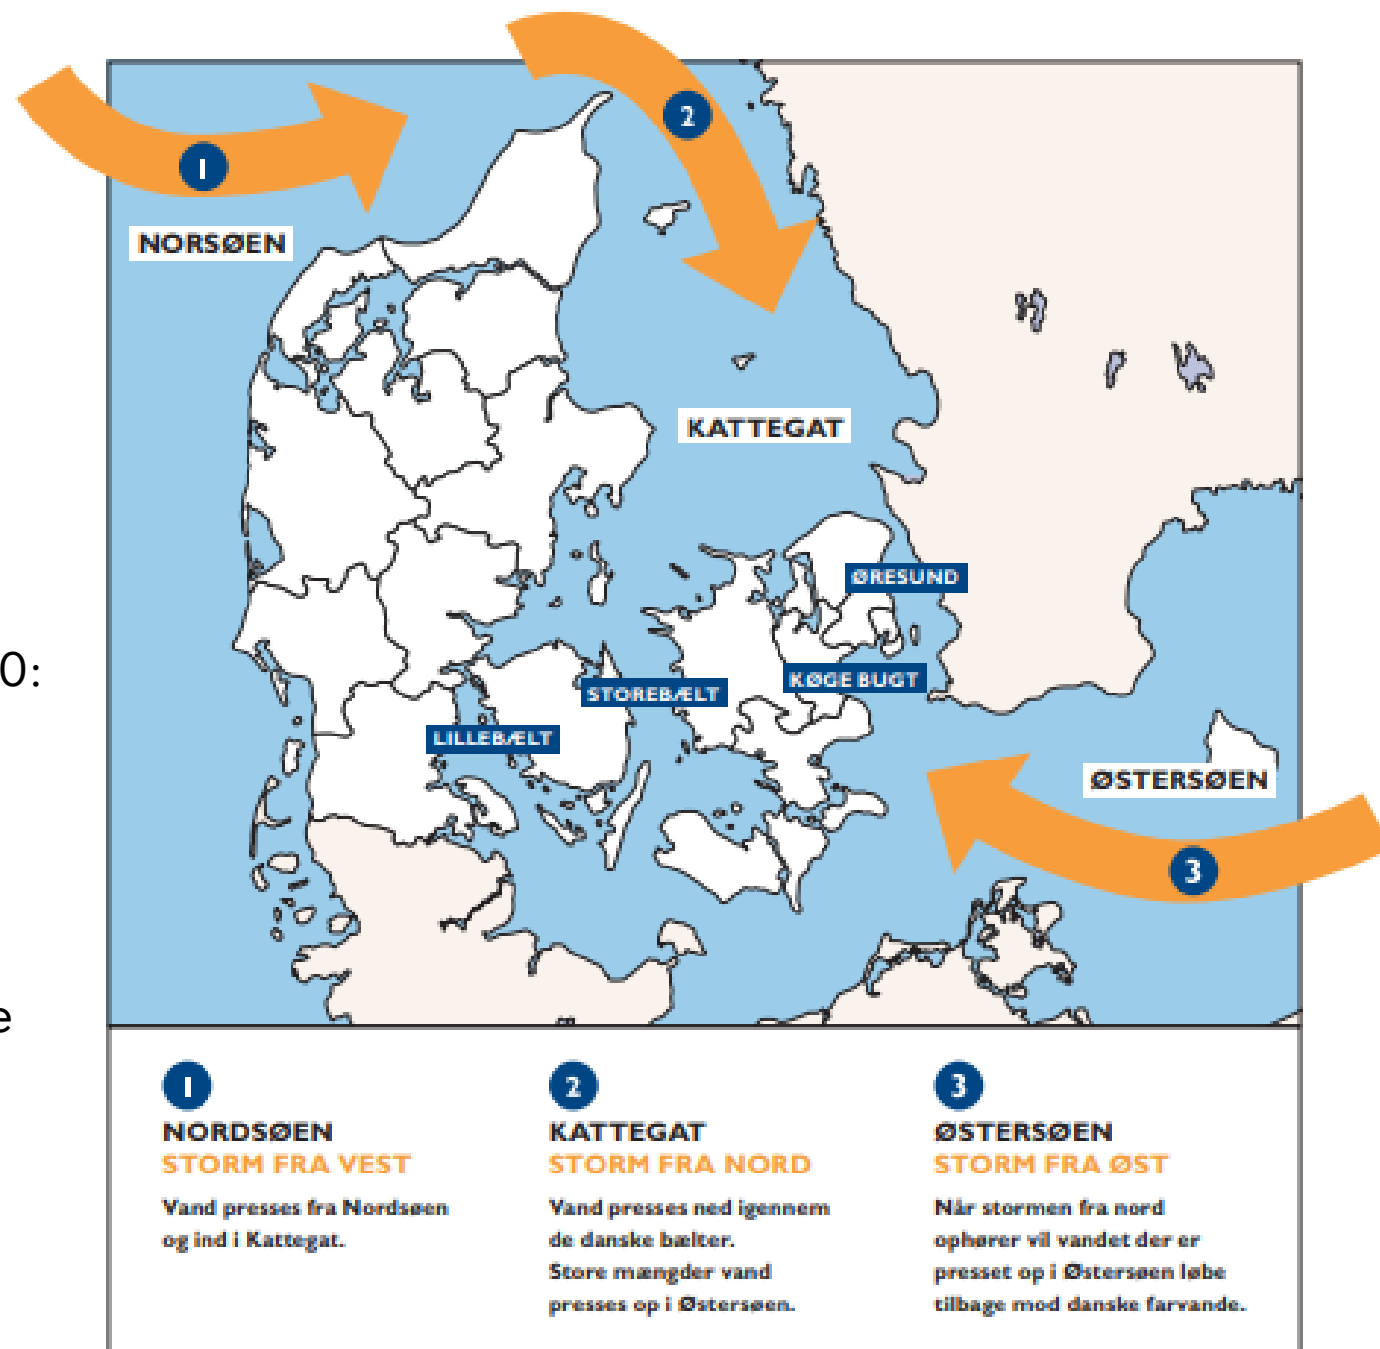 1
2
NORSØEN
KATTEGAT
ØRESUND
0:
KØGE BUGT
STOREBÆLT
LILLEBÆLT
ØSTERSØEN
3
e
1
NORDSØEN
STORM FRA VEST
Vand presses fra Nordsøen
og ind i Kattegat.
2
KATTEGAT
STORM FRA NORD
Vand presses ned igennem
de danske bælter.
Store mængder vand
presses op i Østersøen.
3
ØSTERSØEN
STORM FRA ØST
Når stormen fra nord
ophører vil vandet der er
presset op i Østersøen løbe
tilbage mod danske farvande.